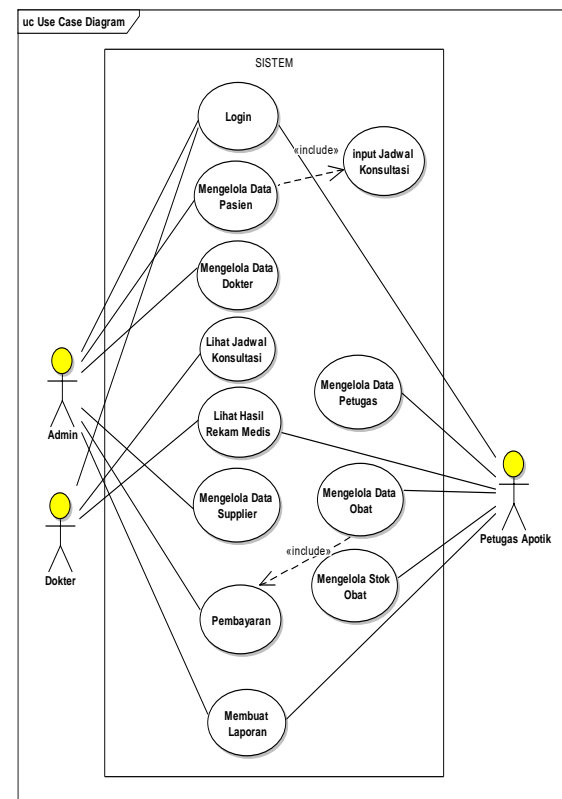 uc Use Case Diagram
SISTEM
Login
«include»
input Jadwal
Konsultasi
Mengelola Data
Pasien
Mengelola Data
Dokter
Lihat Jadwal
Konsultasi
Mengelola Data
Petugas
Lihat Hasil
Rekam Medis
Admin
Mengelola Data
Supplier
Mengelola Data
Obat
Petugas Apotik
«include»
Dokter
Mengelola Stok
Obat
Pembayaran
Membuat
Laporan